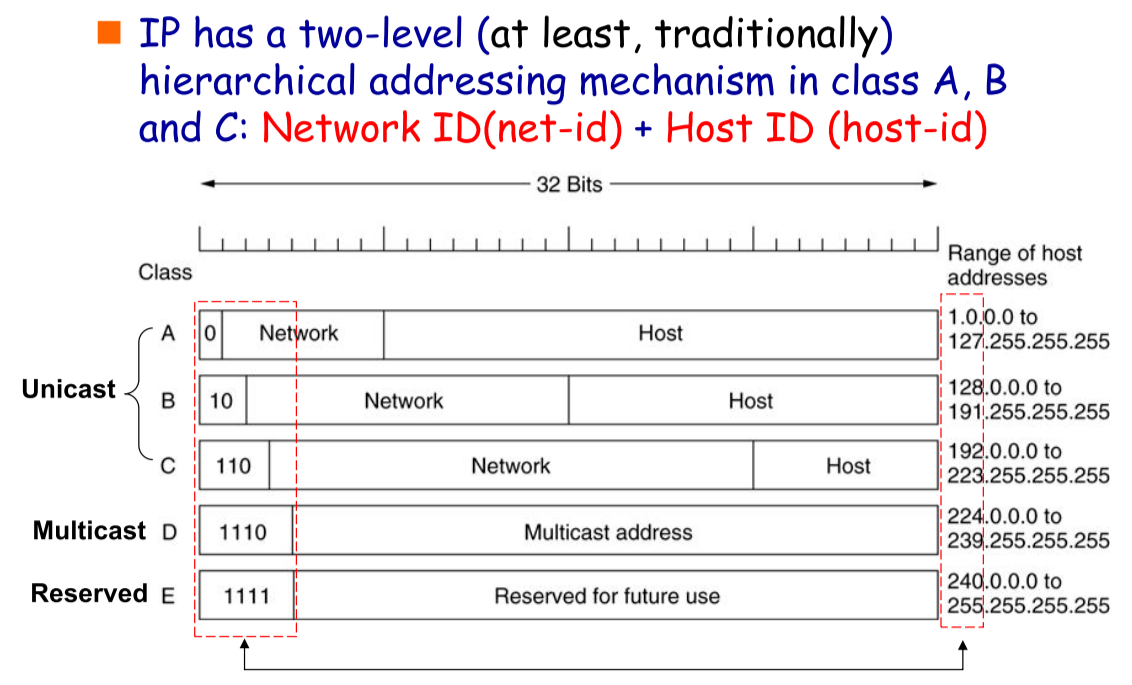 IP has a two-level (at least, traditionally)
hierarchical addressing mechanism in class A, B
and C: Network ID(net-id) + Host ID (host-id)
32 Bits
Class
Range of host
addresses
Unicast
A
0
Network
Host
1.0.0.0 to
127.255.255.255
B
10
Network
Host
128.0.0.0 to
191.255.255.255
C
110
Network
Host
192.0.0.0 to
223.255.255.255
Multicast
D
1110
Multicast address
224.0.0.0 to
239.255.255.255
Reserved
E
1111
Reserved for future use
240.0.0.0 to
255.255.255.255